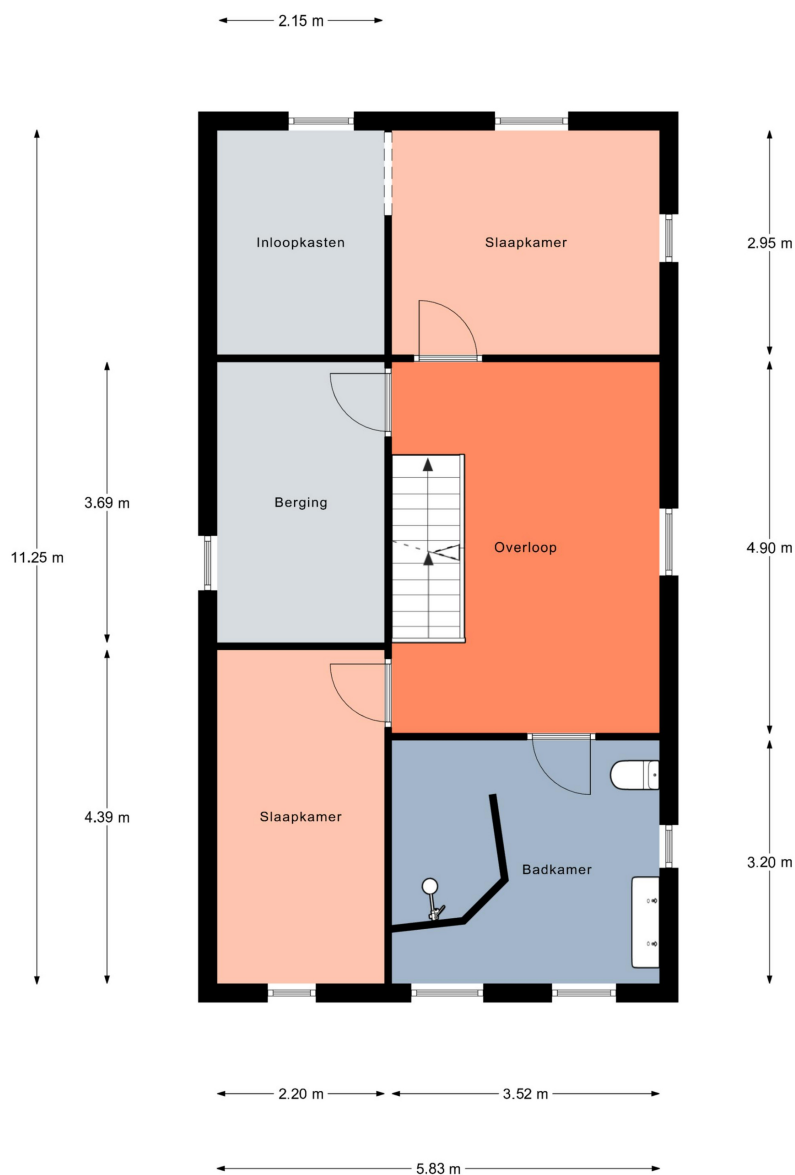 2.15 m
Inloopkasten
Slaapkamer
2.95 m
3.69 m
Berging
11.25 m
Overloop
4.90 m
4.39 m
Slaapkamer
Badkamer
3.20 m
2.20 m
3.52 m
5.83 m